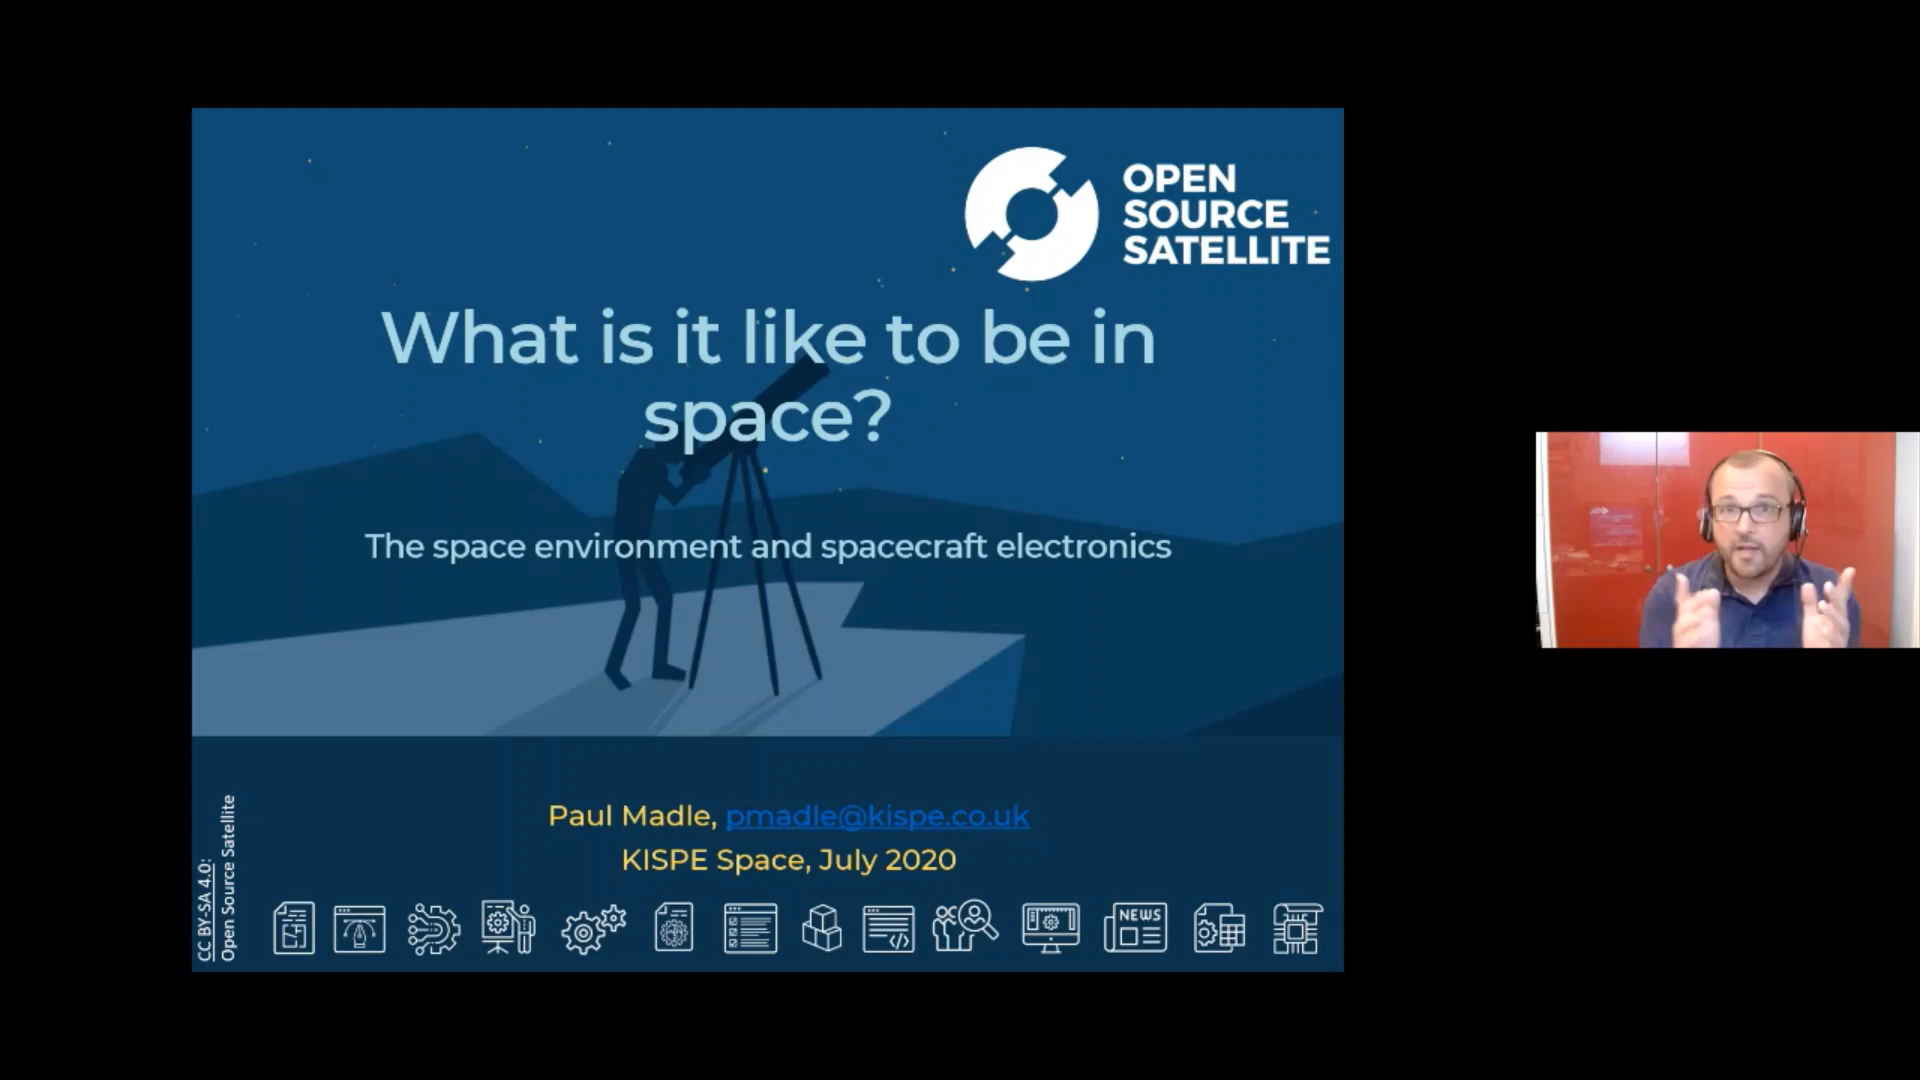 OPEN
SOURCE
SATELLITE
What is it like to be in
space?
The space environment and spacecraft electronics
Paul Madle, pmadle@kispe.co.uk
KISPE Space, July 2020
CC BY-SA 4.0:
Open Source Satellite
NEWS